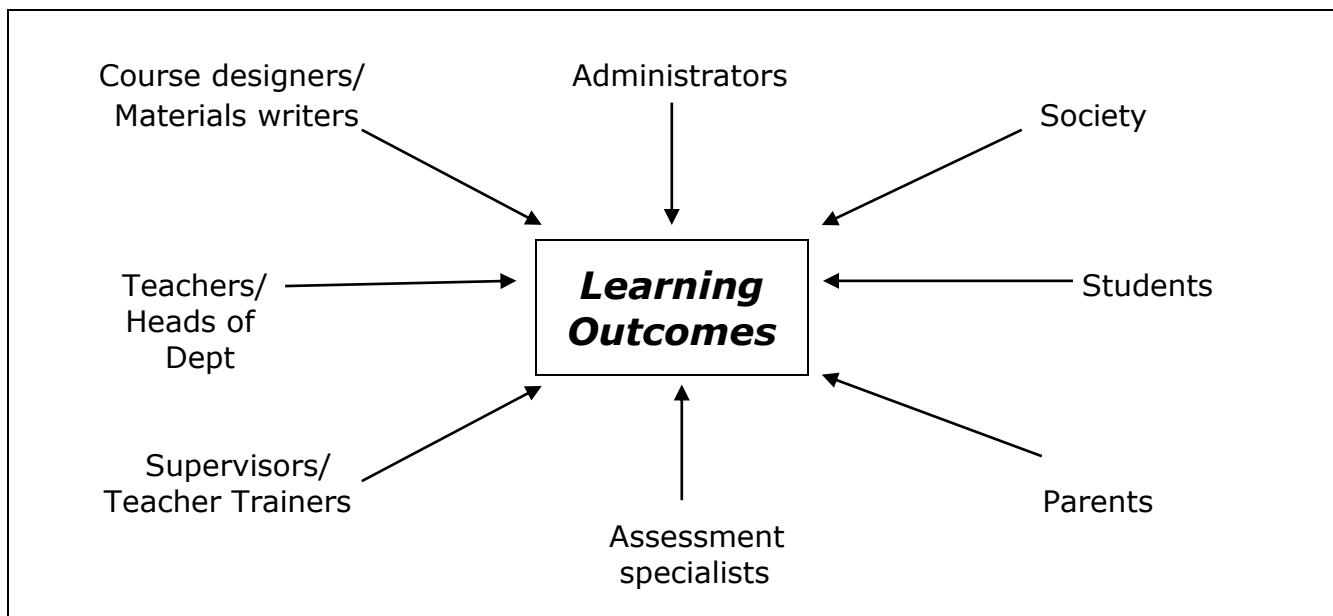 Course designers/
Materials writers
Administrators
Society
Learning
Outcomes
Teachers/
Heads of
Dept
Students
Supervisors/
Teacher Trainers
Parents
Assessment
specialists